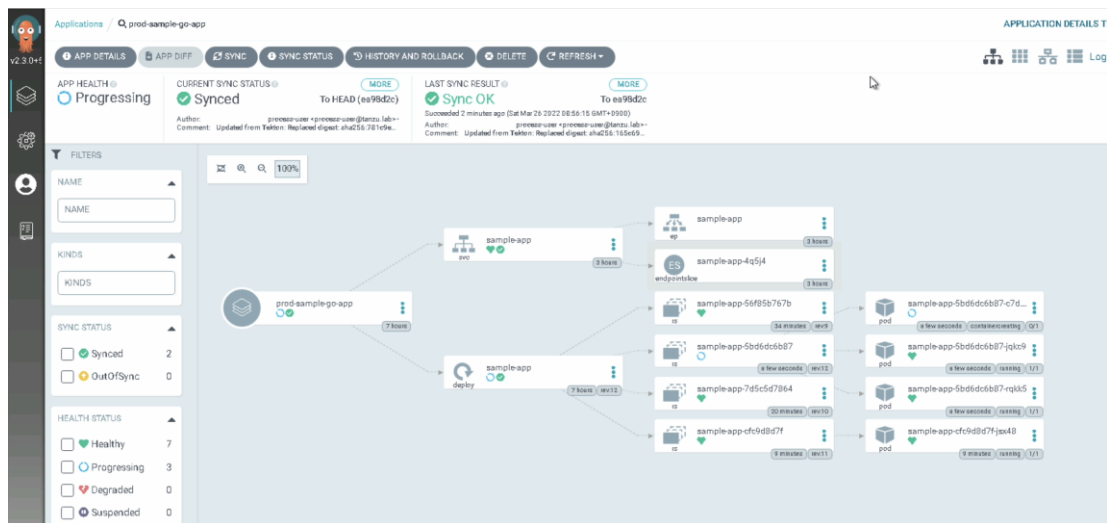 v2.3.0+5
Applications / prod-sample-go-app
APPLICATION DETAILS T
APP DETAILS
APP DIFF
SYNC
SYNC STATUS
HISTORY AND ROLLBACK
DELETE
REFRESH
Log
APP HEALTH
Progressing
CURRENT SYNC STATUS
MORE
Synced
To HEAD (ea98d2c)
Author:
Comment: Updated from Tekton: Replaced digest: sha256:781e9e...
LAST SYNC RESULT
MORE
Sync OK
To ea98d2c
Succeeded 2 minutes ago (Sat Mar 26 2022 08:56:15 GMT+0900)
Author:
Comment: Updated from Tekton: Replaced digest: sha256:165c69...
FILTERS
NAME
NAME
KINDS
KINDS
SYNC STATUS
Synced 2
OutOfSync 0
HEALTH STATUS
Healthy 7
Progressing 3
Degraded 0
Suspended 0
100%
prod-sample-go-app
7 hours
sample-app
svc
3 hours
sample-app
deploy
7 hours rev:12
sample-app
ep
3 hours
ES
sample-app-4q5j4
endpointslice
3 hours
sample-app-56f85b767b
rs
34 minutes rev:9
sample-app-5bd6dc6b87
rs
a few seconds rev:12
sample-app-7d5c5d7864
rs
20 minutes rev:10
sample-app-cfc9d8d7f
rs
9 minutes rev:11
sample-app-5bd6dc6b87-c7d...
pod
a few seconds containercreating 0/1
sample-app-5bd6dc6b87-jqkc9
pod
a few seconds running 1/1
sample-app-5bd6dc6b87-rqkk5
pod
a few seconds running 1/1
sample-app-cfc9d8d7f-jsx48
pod
9 minutes running 1/1